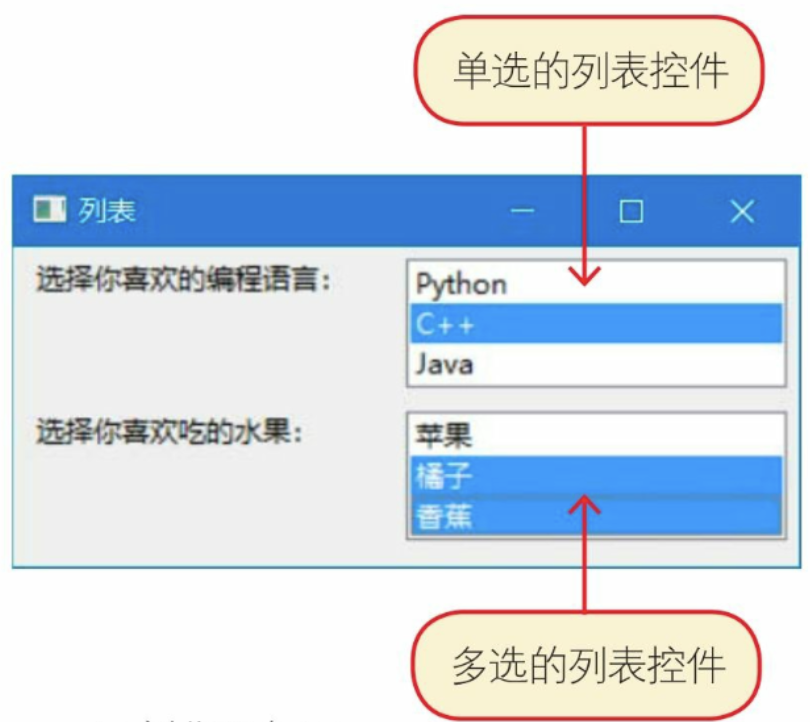 单选的列表控件
列表
选择你喜欢的编程语言：
Python
C++
Java
选择你喜欢吃的水果：
苹果
橘子
香蕉
多选的列表控件